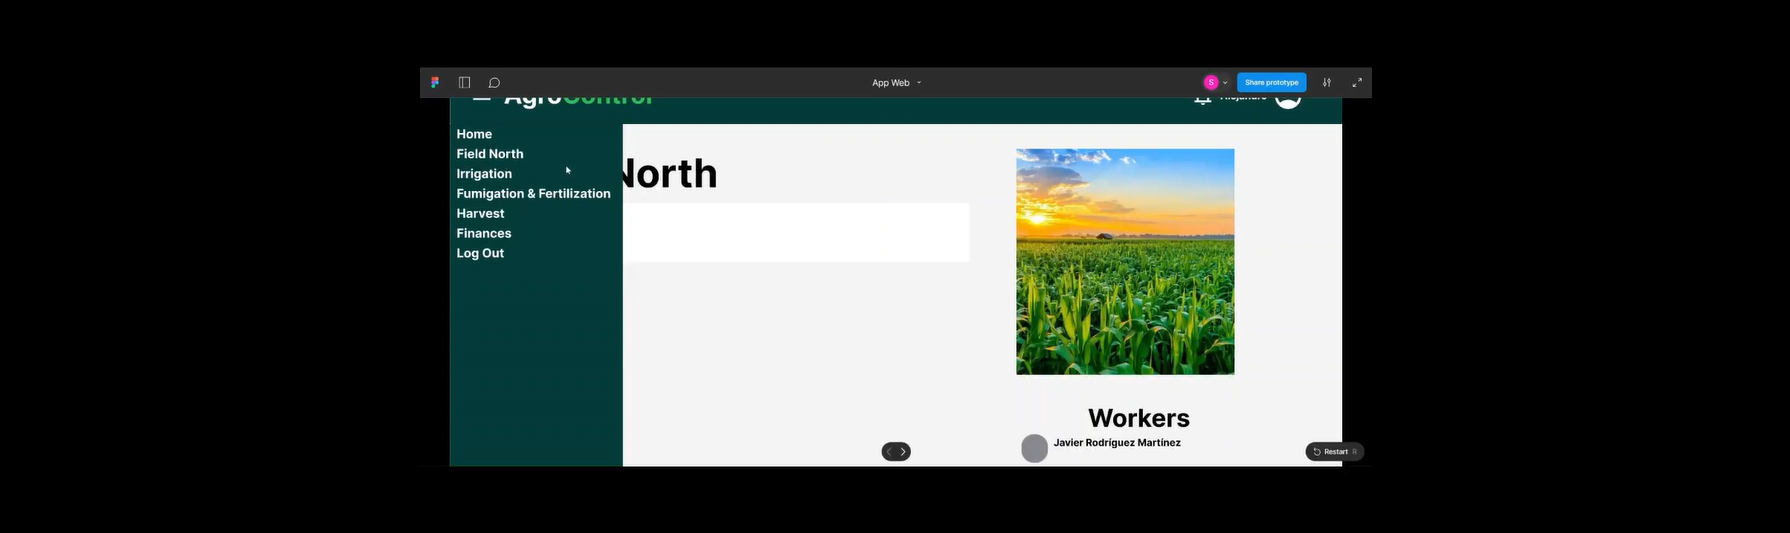 App Web
S
Share prototype
AgroControl
Alejandro
Home
Field North
Irrigation
Fumigation & Fertilization
Harvest
Finances
Log Out
North
Workers
Javier Rodríguez Martínez
Restart R